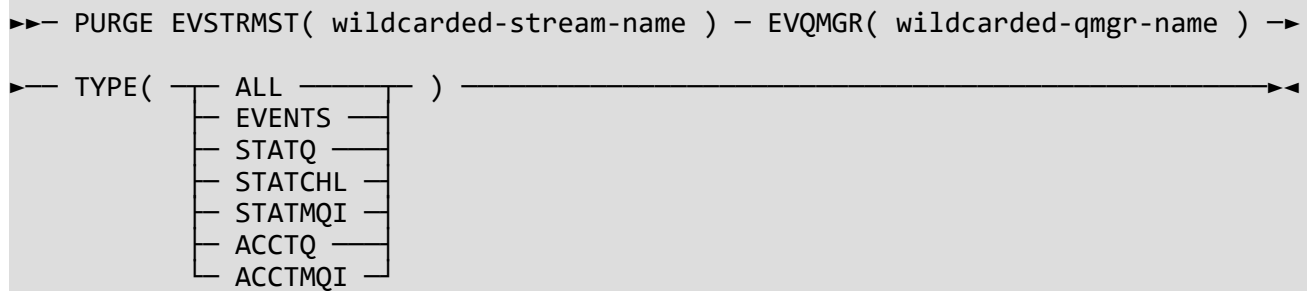 ►►─ PURGE EVSTRMST( wildcarded-stream-name ) ─ EVQMGR( wildcarded-qmgr-name ) ─►
►── TYPE( ─┬─ ALL ──────┬─ ) ──────────────────────────────────────────────────►◄
├─ EVENTS ───┤
├─ STATQ ────┤
├─ STATCHL ──┤
├─ STATMQI ──┤
├─ ACCTQ ────┤
└─ ACCTMQI ──┘